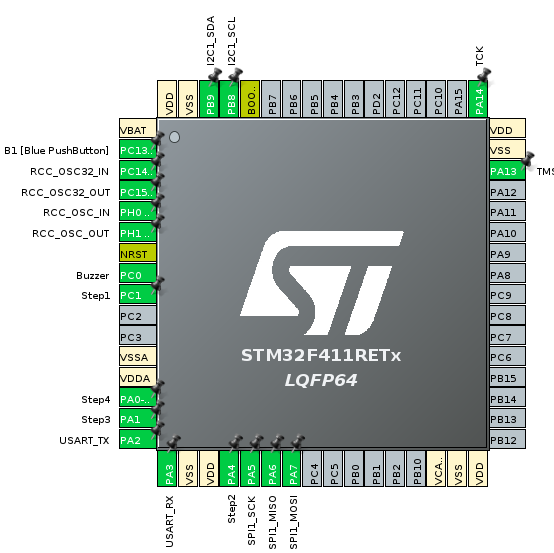 I2C1_SDA
I2C1_SCL
TCK
VDD
VSS
PB9
PB8
BOO..
PB7
PB6
PB5
PB4
PB3
PD2
PC12
PC11
PC10
PA15
PA14
VBAT
B1 [Blue PushButton] PC13..
RCC_OSC32_IN PC14..
RCC_OSC32_OUT PC15..
RCC_OSC_IN PH0 ..
RCC_OSC_OUT PH1 ..
NRST
Buzzer PC0
Step1 PC1
PC2
PC3
VSSA
VDDA
Step4 PA0-..
Step3 PA1
USART_TX PA2
STM32F411RETx
LQFP64
VDD
VSS
PA13 TMS
PA12
PA11
PA10
PA9
PA8
PC9
PC8
PC7
PC6
PB15
PB14
PB13
PB12
PA3
VSS
VDD
PA4
PA5
PA6
PA7
PC4
PC5
PB0
PB1
PB2
PB10
VCA..
VSS
VDD
USART_RX
Step2
SPI1_SCK
SPI1_MISO
SPI1_MOSI